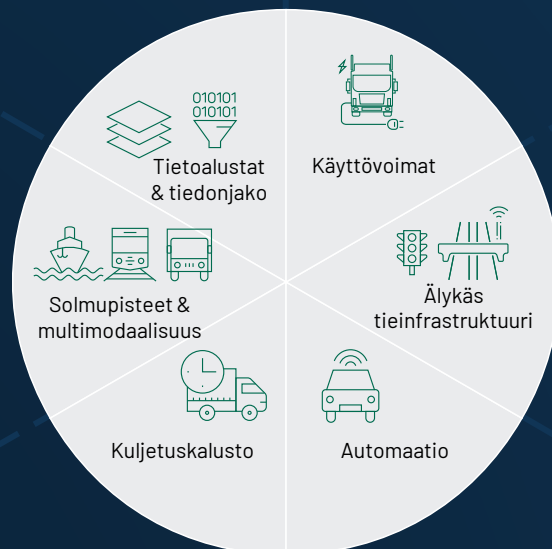 010101
010101
Tietoalustat
& tiedonjako
Käyttövoimat
Solmupisteet &
multimodaalisuus
Älykäs
tieinfrastruktuuri
Kuljetuskalusto
Automaatio